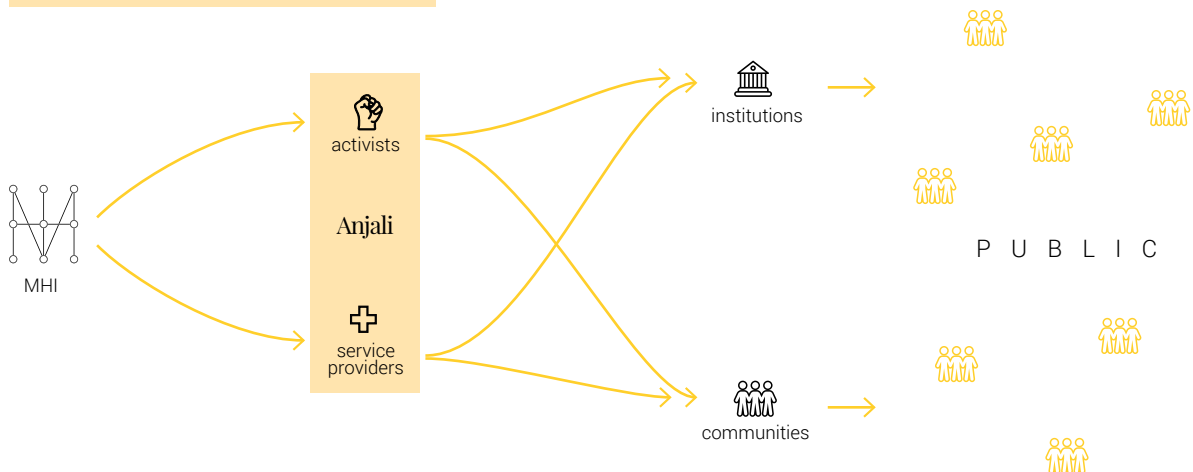 activists
Anjali
service
providers
MHI
institutions
communities
P U B L I C